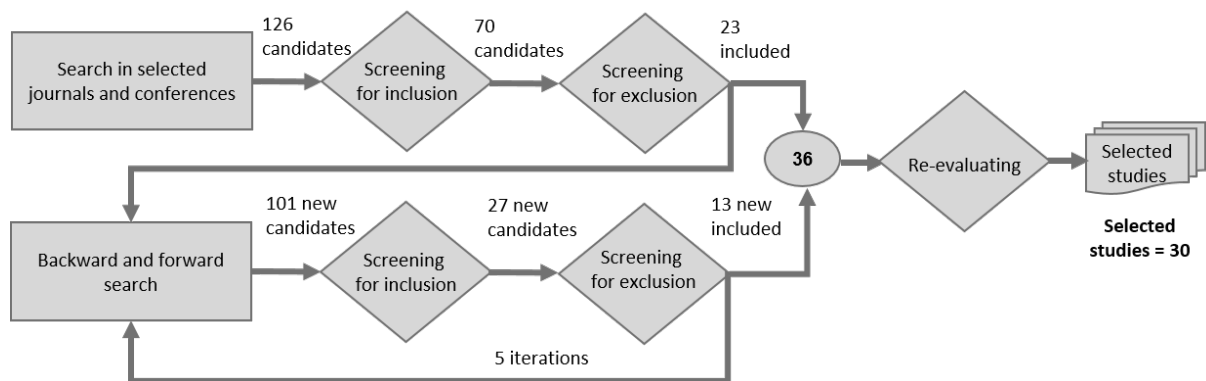 126
candidates
70
candidates
23
included
Search in selected
journals and conferences
Screening
for inclusion
Screening
for exclusion
36
Re-evaluating
Selected
studies
Selected
studies = 30
101 new
candidates
27 new
candidates
13 new
included
Backward and forward
search
Screening
for inclusion
Screening
for exclusion
5 iterations